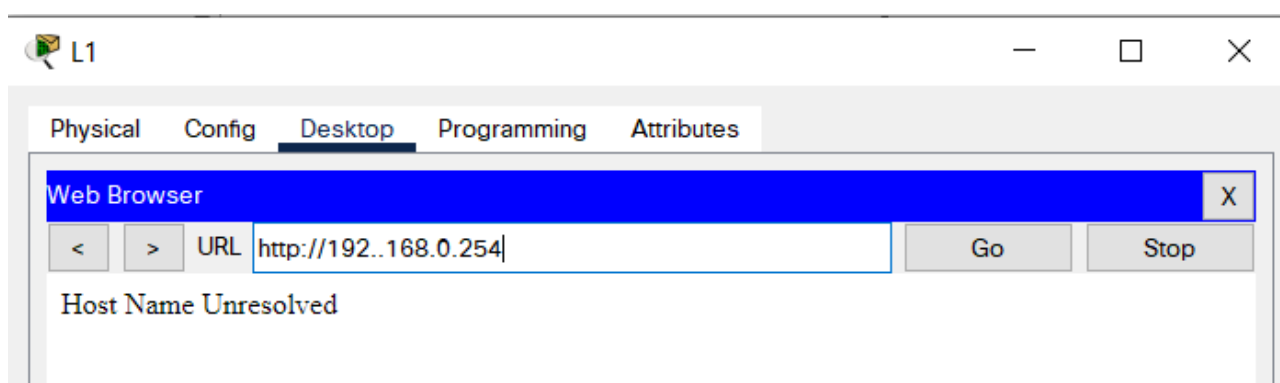 L1
Physical Config Desktop Programming Attributes
Web Browser X
< > URL http://192..168.0.254 Go Stop
Host Name Unresolved